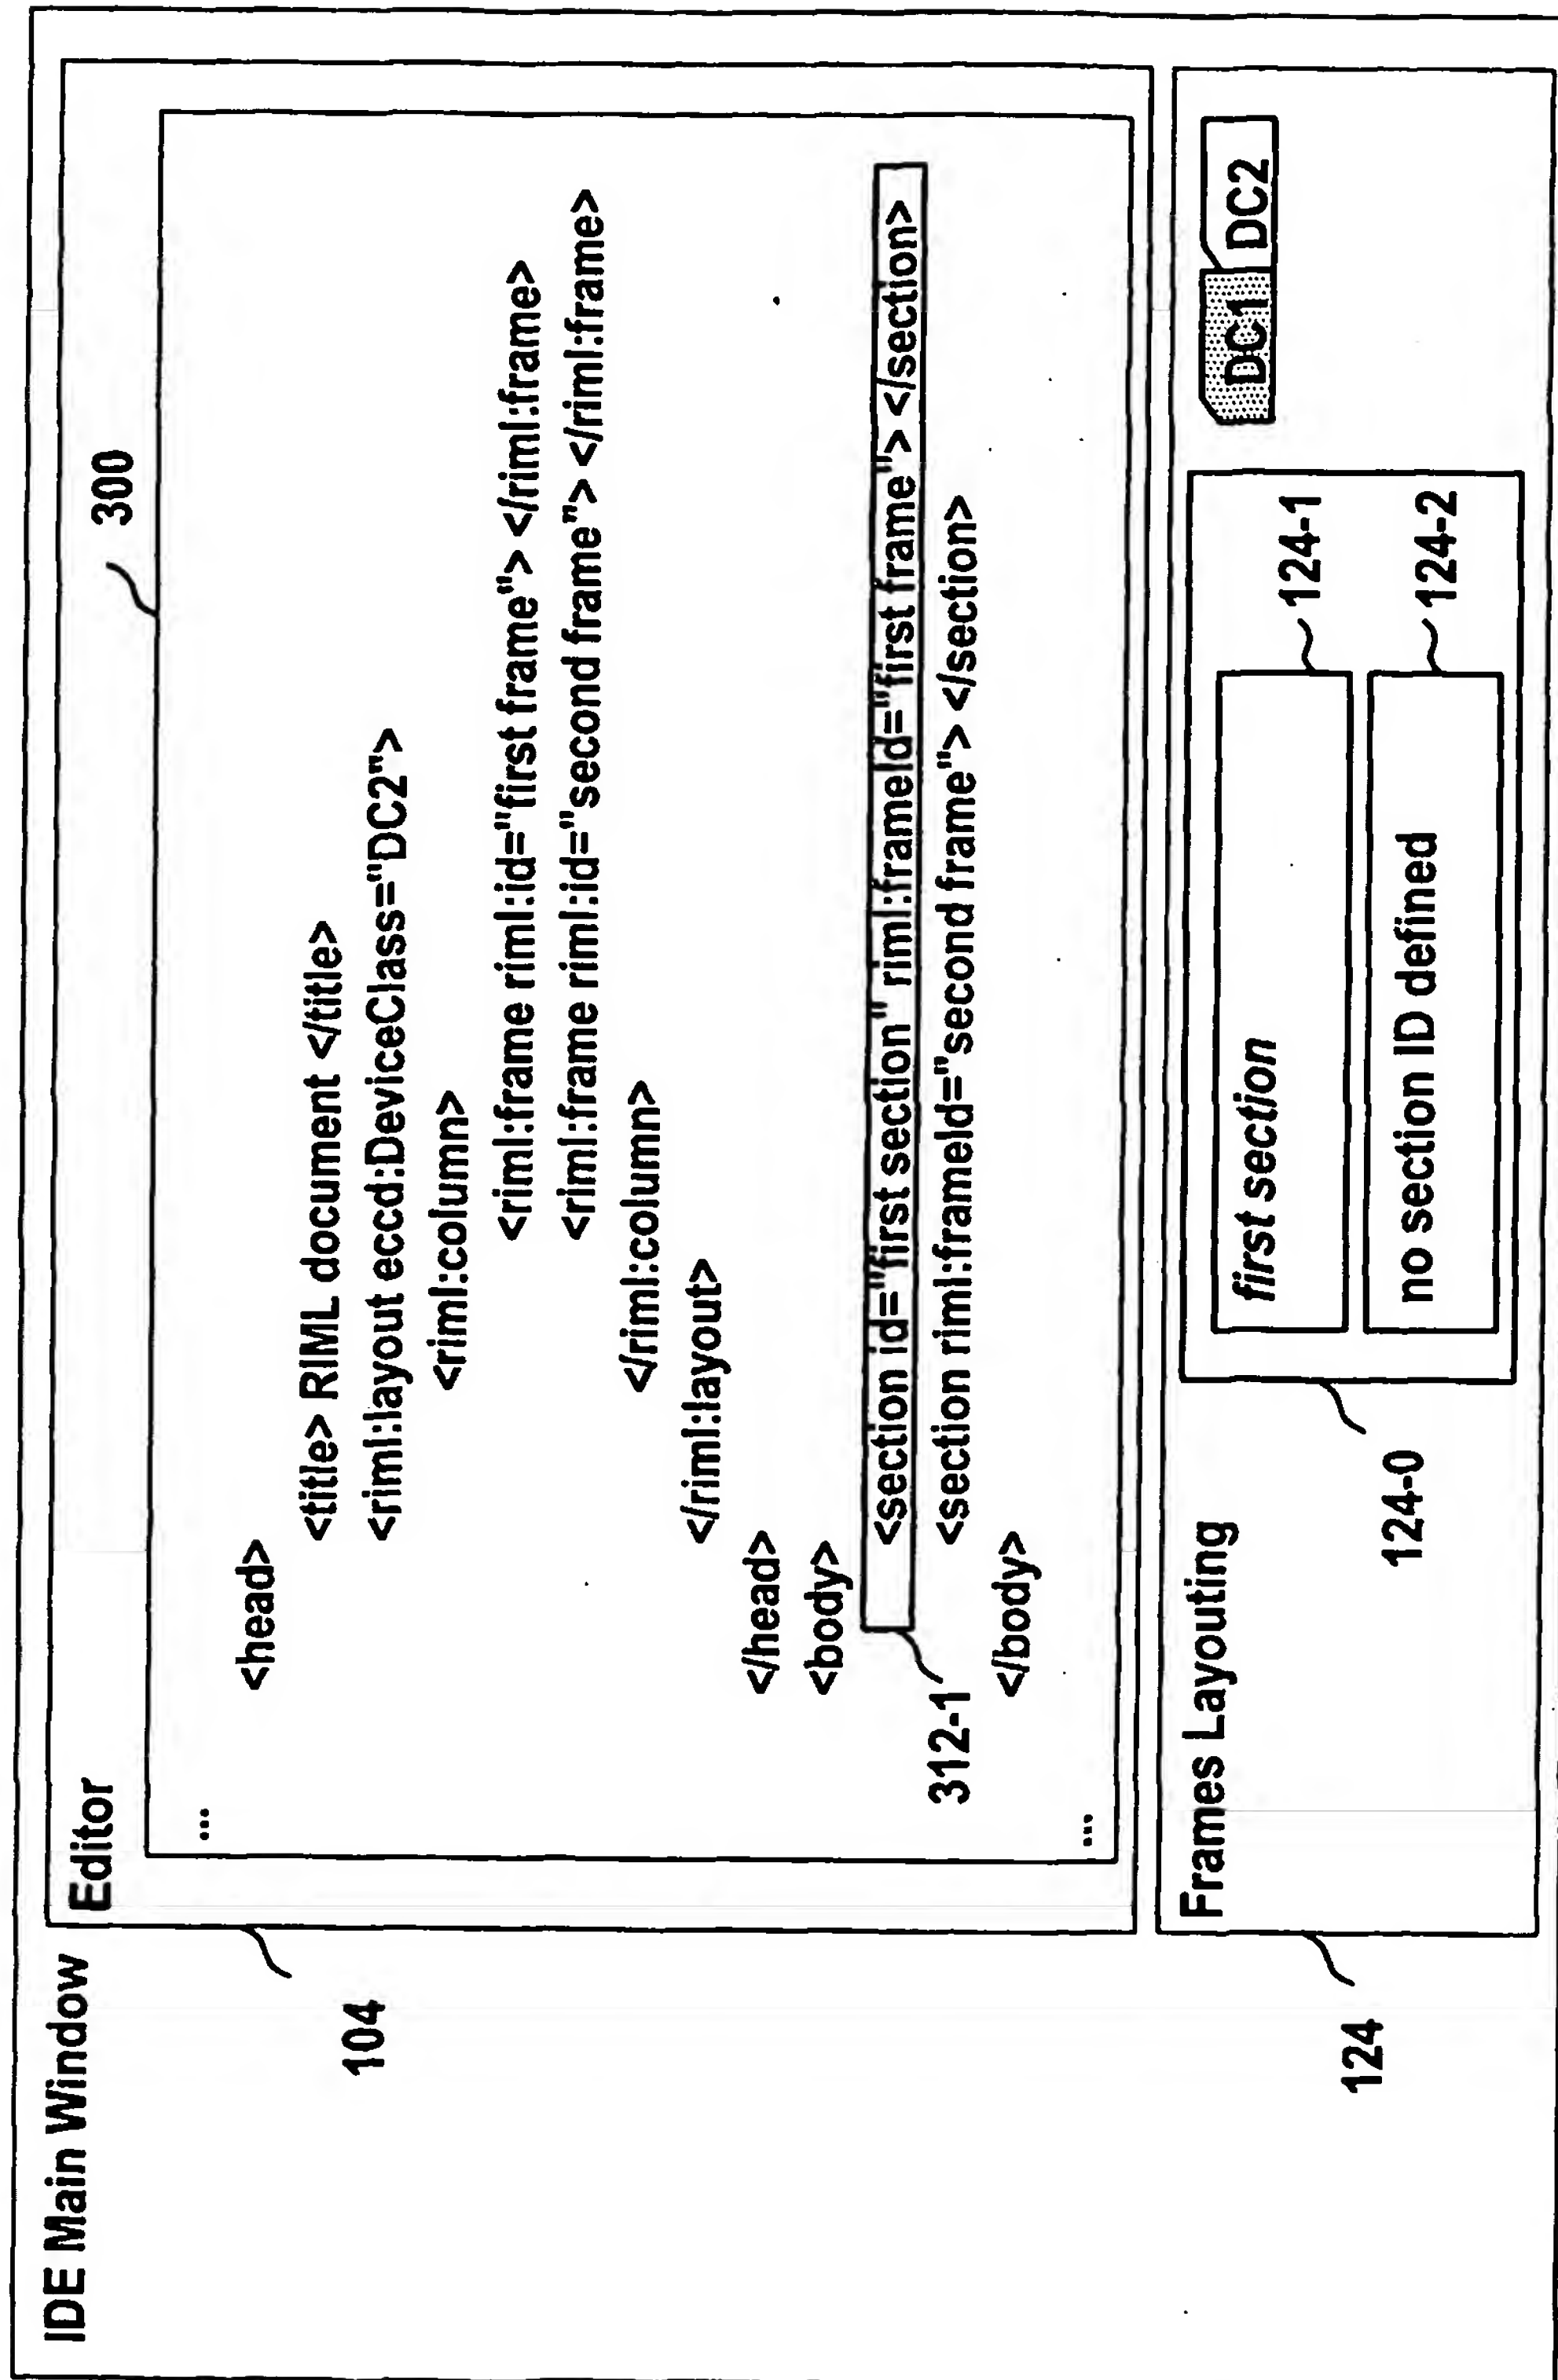 IDE Main Window
Editor
300
...
<head>
<title> RIML document </title>
<riml:layout eccd:DeviceClass="DC2">
<riml:column>
<riml:frame riml:id="first frame"> </riml:frame>
<riml:frame riml:id="second frame"> </riml:frame>
</riml:column>
</riml:layout>
</head>
<body>
<section id="first section" riml:frameId="first frame"> </section>
<section riml:frameId="second frame"> </section>
312-1
</body>
...
104
Frames Layouting
DC1 DC2
first section
124-1
no section ID defined
124-2
124-0
124